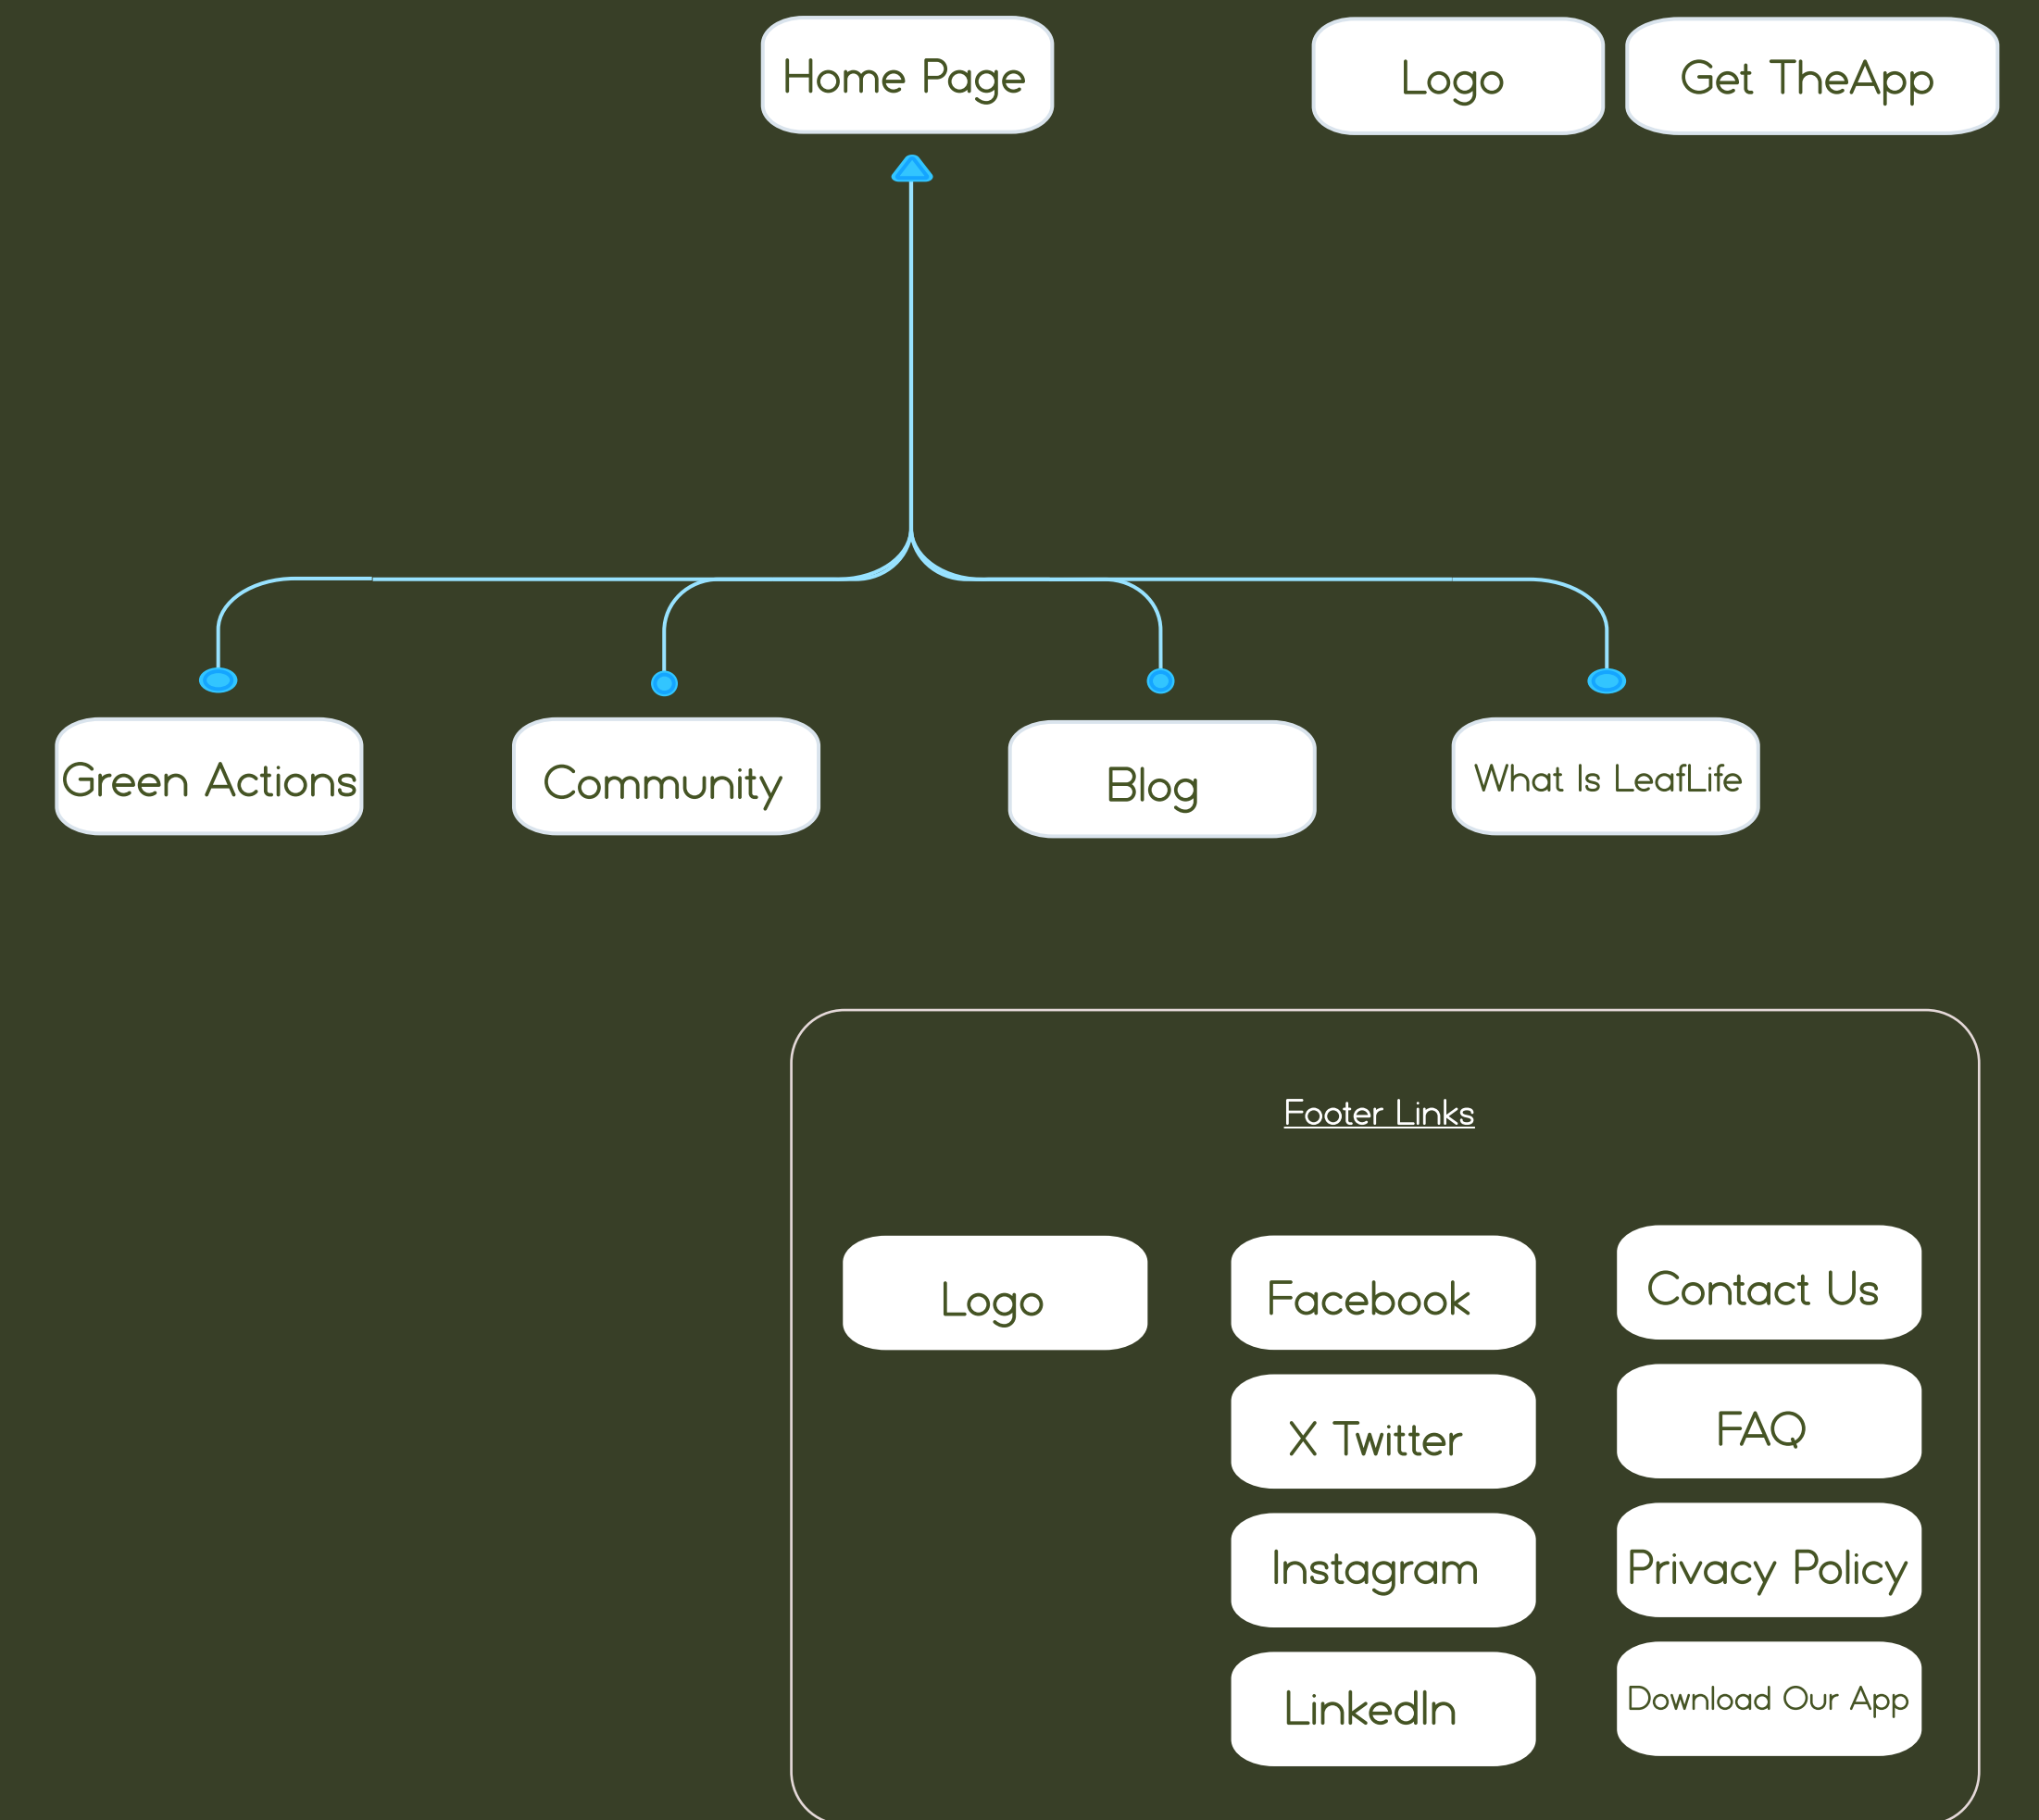 Home Page
Logo
Get TheApp
Green Actions
Community
Blog
What Is LeafLife
Footer Links
Logo
Facebook
X Twitter
Instagram
LinkedIn
Contact Us
FAQ
Privacy Policy
Download Our App